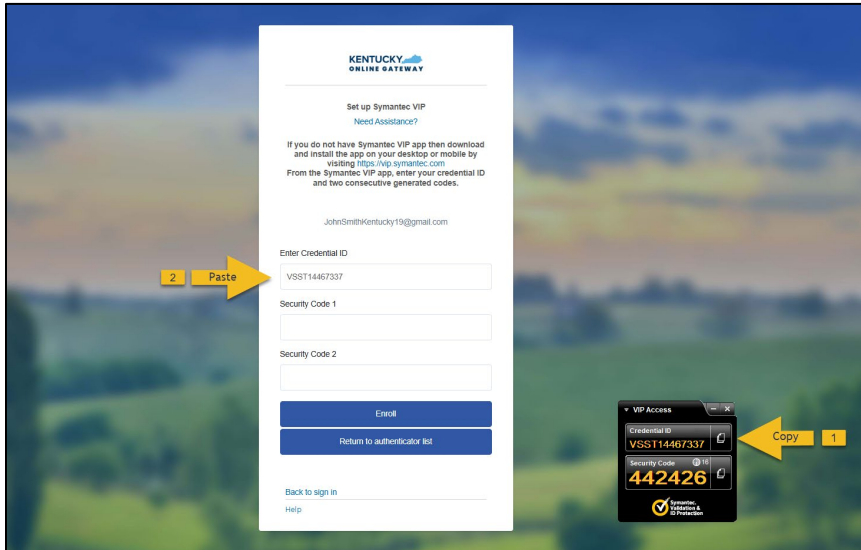 KENTUCKY
ONLINE GATEWAY
Set up Symantec VIP
Need Assistance?
If you do not have Symantec VIP app then download
and install the app on your desktop or mobile by
visiting https://vip.symantec.com
From the Symantec VIP app, enter your credential ID
and two consecutive generated codes.
JohnSmithKentucky19@gmail.com
Enter Credential ID
2 Paste
VSST14467337
Security Code 1
Security Code 2
Enroll
Return to authenticator list
Back to sign in
Help
VIP Access
Credential ID
VSST14467337
Copy 1
Security Code 16
442426
Symantec.
Validation &
ID Protection